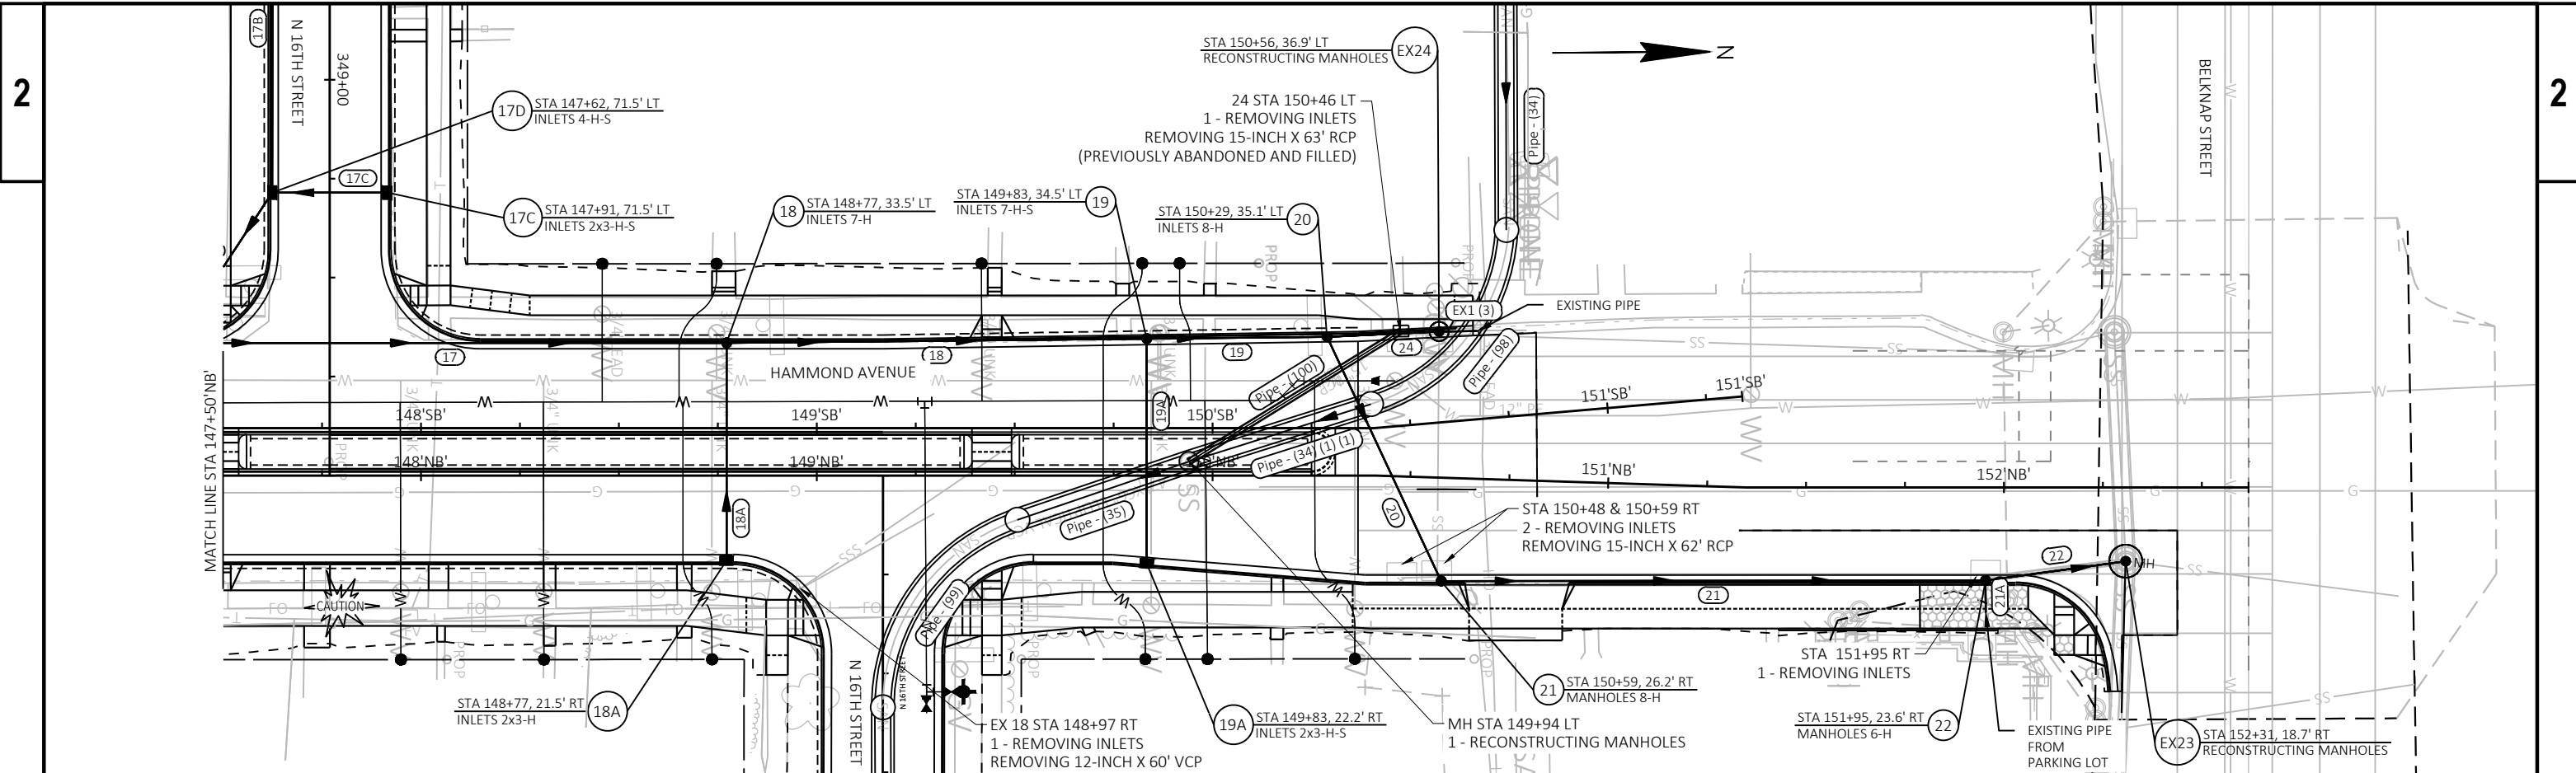 2
2
17B
N 16TH STREET
349+00
17D
STA 147+62, 71.5' LT
INLETS 4-H-S
17C
17C
STA 147+91, 71.5' LT
INLETS 2x3-H-S
18
STA 148+77, 33.5' LT
INLETS 7-H
STA 149+83, 34.5' LT
INLETS 7-H-S
19
STA 150+29, 35.1' LT
INLETS 8-H
20
STA 150+56, 36.9' LT
RECONSTRUCTING MANHOLES
EX24
24 STA 150+46 LT
1 - REMOVING INLETS
REMOVING 15-INCH X 63' RCP
(PREVIOUSLY ABANDONED AND FILLED)
N
Pipe - (34)
BELKNAP STREET
EX1 (3)
EXISTING PIPE
17
18
19
24
HAMMOND AVENUE
Pipe - (100)
Pipe - (98)
MATCH LINE STA 147+50'NB'
148'SB'
149'SB'
150'SB'
151'SB'
151'SB'
19A
148'NB'
149'NB'
151'NB'
152'NB'
Pipe - (34) (1) (1)
Pipe - (35)
18A
20
STA 150+48 & 150+59 RT
2 - REMOVING INLETS
REMOVING 15-INCH X 62' RCP
22
MH
21
21A
CAUTION
Pipe - (99)
STA 151+95 RT
1 - REMOVING INLETS
STA 148+77, 21.5' RT
INLETS 2x3-H
18A
N 16TH STREET
N 16TH STREET
EX 18 STA 148+97 RT
1 - REMOVING INLETS
REMOVING 12-INCH X 60' VCP
19A
STA 149+83, 22.2' RT
INLETS 2x3-H-S
MH STA 149+94 LT
1 - RECONSTRUCTING MANHOLES
21
STA 150+59, 26.2' RT
MANHOLES 8-H
STA 151+95, 23.6' RT
MANHOLES 6-H
22
EXISTING PIPE
FROM
PARKING LOT
EX23
STA 152+31, 18.7' RT
RECONSTRUCTING MANHOLES